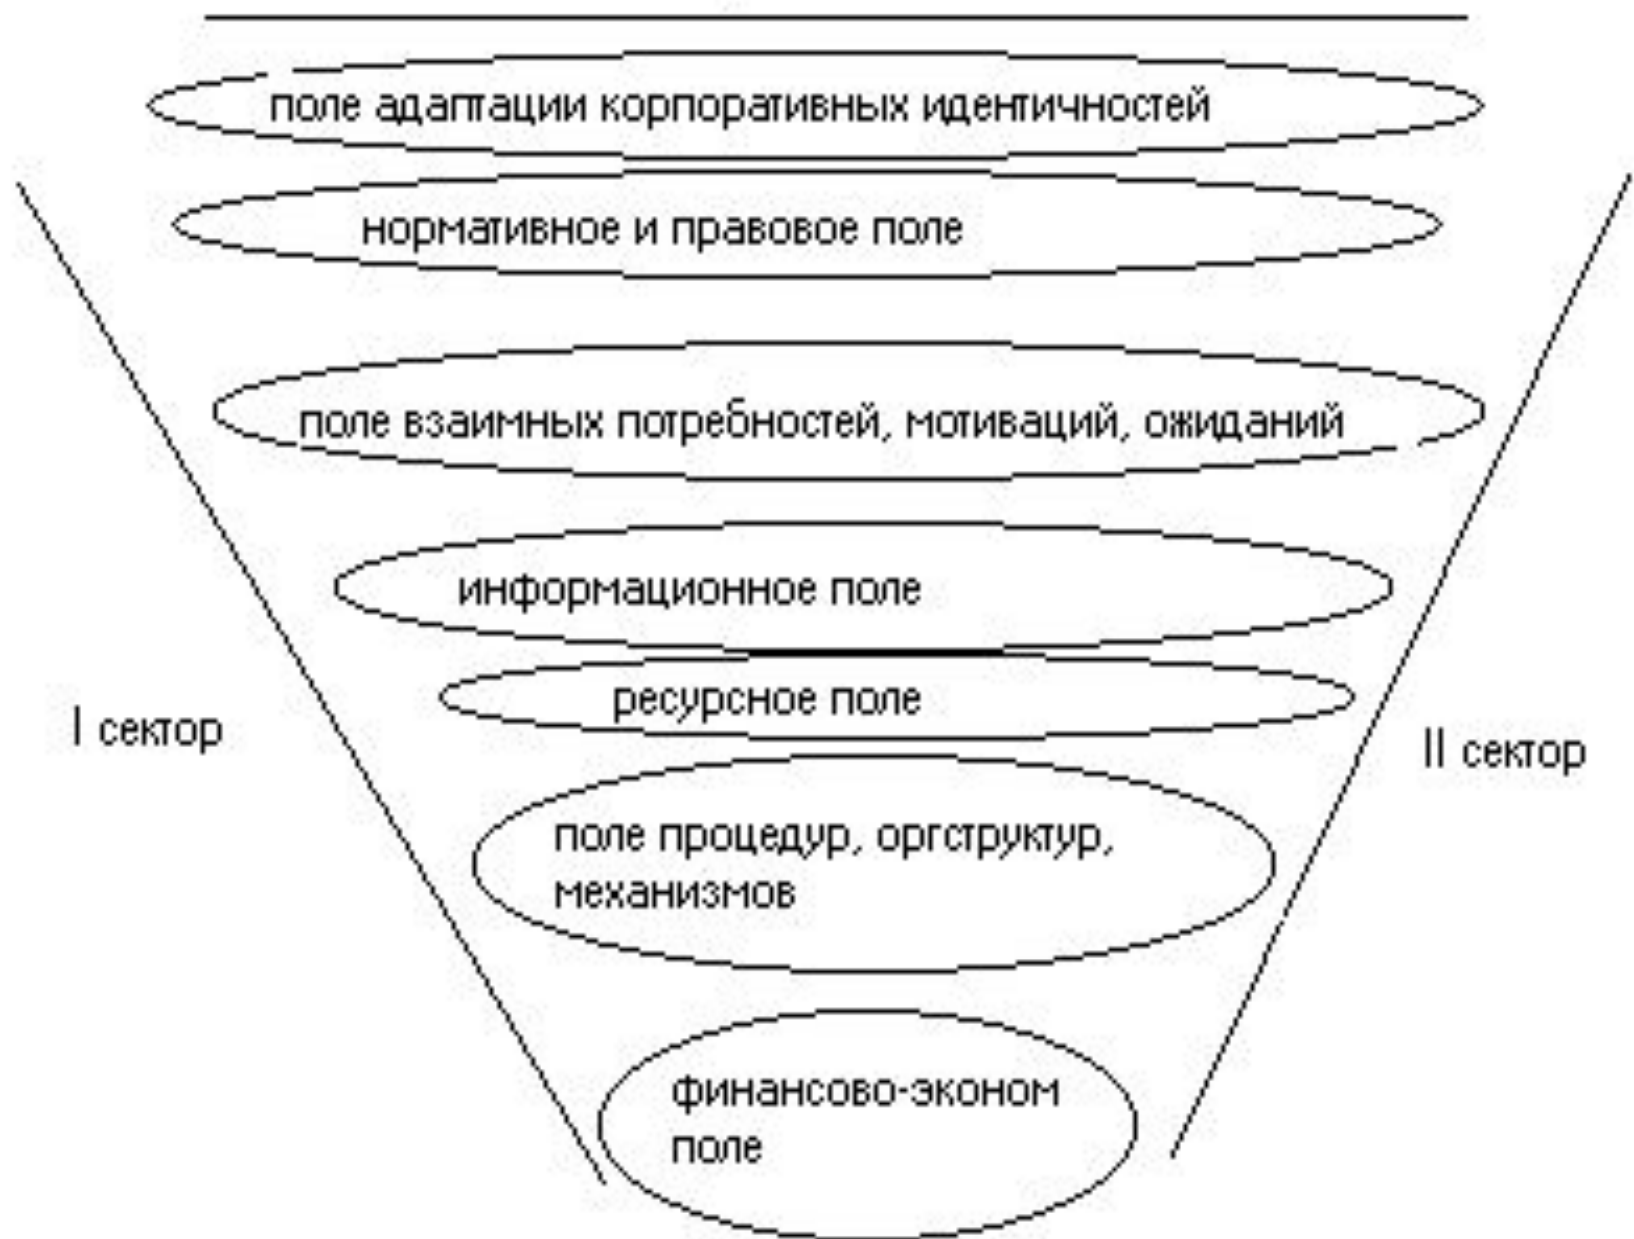 поле адаптации корпоративных идентичностей
нормативное и правовое поле
поле взаимных потребностей, мотиваций, ожиданий
информационное поле
ресурсное поле
I сектор
II сектор
поле процедур, оргструктур,
механизмов
финансово-эконом
поле